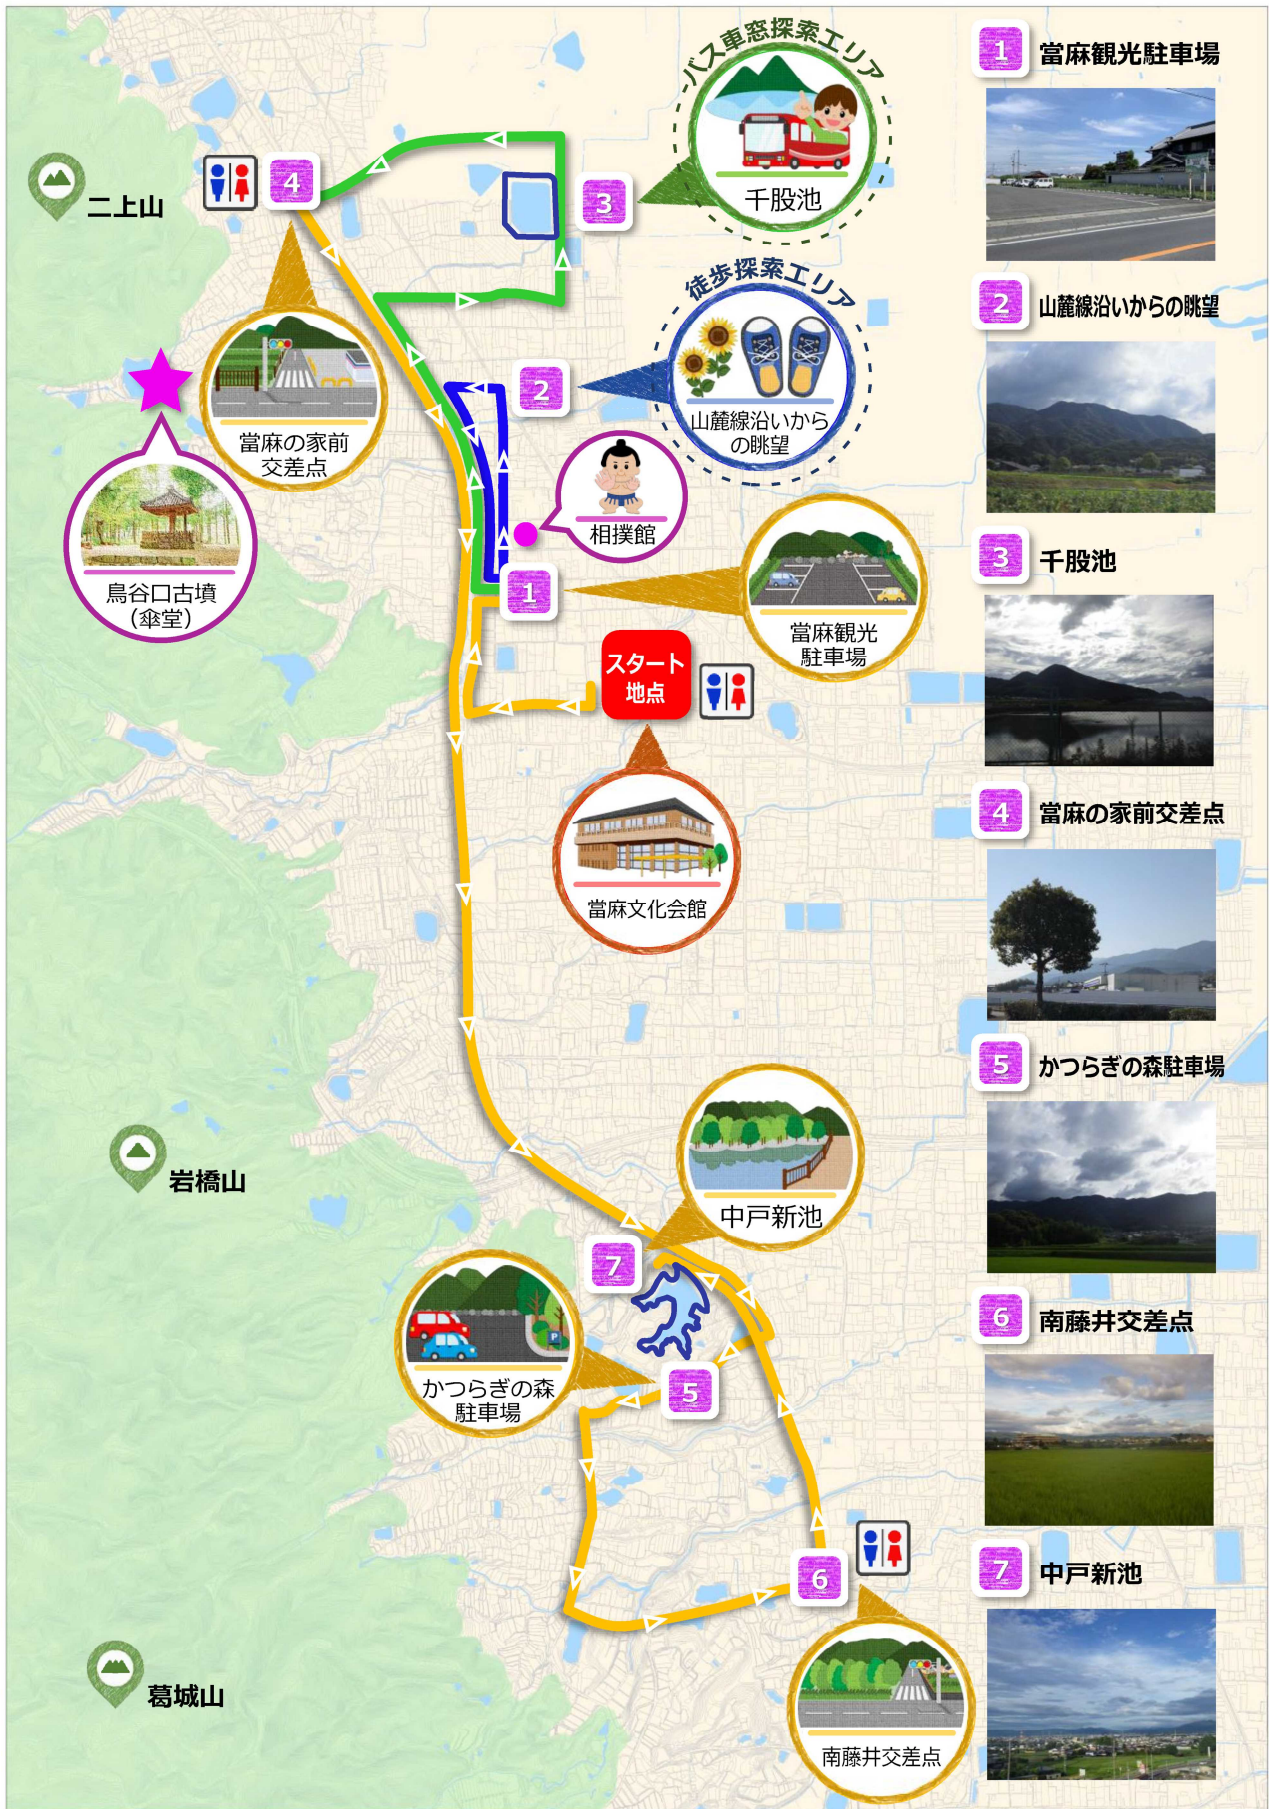 バス車窓探索エリア
千股池
1
當麻観光駐車場
4
3
二上山
徒歩探索エリア
山麓線沿いから
の眺望
2
2
山麓線沿いからの眺望
當麻の家前
交差点
相撲館
鳥谷口古墳
（傘堂）
1
當麻観光
駐車場
スタート
地点
3
千股池
當麻文化会館
4
當麻の家前交差点
5
かつらぎの森駐車場
岩橋山
中戸新池
7
かつらぎの森
駐車場
P
5
6
南藤井交差点
6
南藤井交差点
7
中戸新池
葛城山